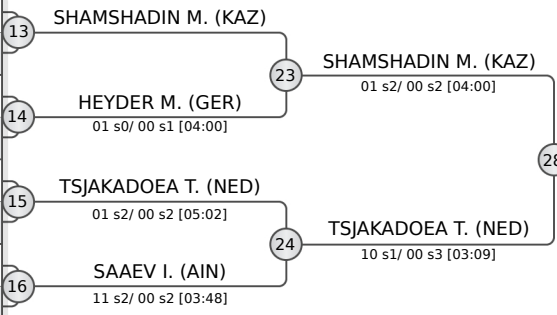 SHAMSHADIN M. (KAZ)
13
23
SHAMSHADIN M. (KAZ)
01 s2/ 00 s2 [04:00]
HEYDER M. (GER)
14
01 s0/ 00 s1 [04:00]
28
TSJAKADOEA T. (NED)
15
01 s2/ 00 s2 [05:02]
24
TSJAKADOEA T. (NED)
10 s1/ 00 s3 [03:09]
SAAEV I. (AIN)
16
11 s2/ 00 s2 [03:48]